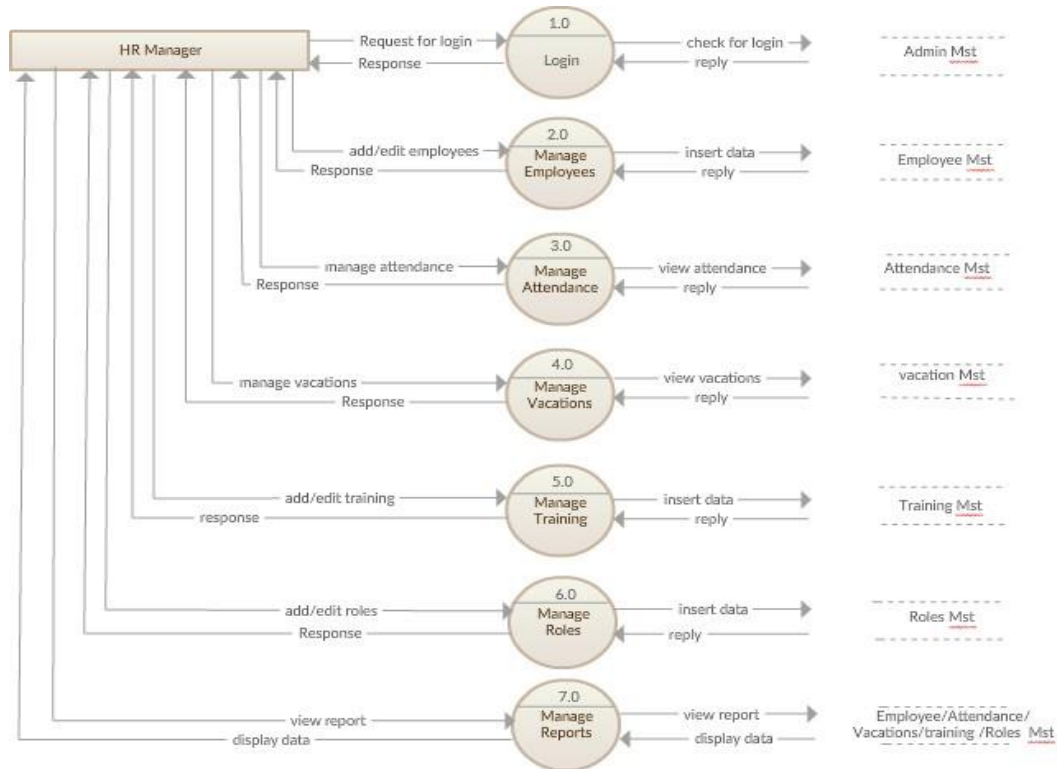 HR Manager
Request for login
Response
1.0
Login
check for login
reply
Admin Mst
add/edit employees
Response
2.0
Manage
Employees
insert data
reply
Employee Mst
manage attendance
Response
3.0
Manage
Attendance
view attendance
reply
Attendance Mst
manage vacations
Response
4.0
Manage
Vacations
view vacations
reply
vacation Mst
add/edit training
response
5.0
Manage
Training
insert data
reply
Training Mst
add/edit roles
Response
6.0
Manage
Roles
insert data
reply
Roles Mst
view report
display data
7.0
Manage
Reports
view report
display data
Employee/Attendance/
Vacations/training /Roles Mst